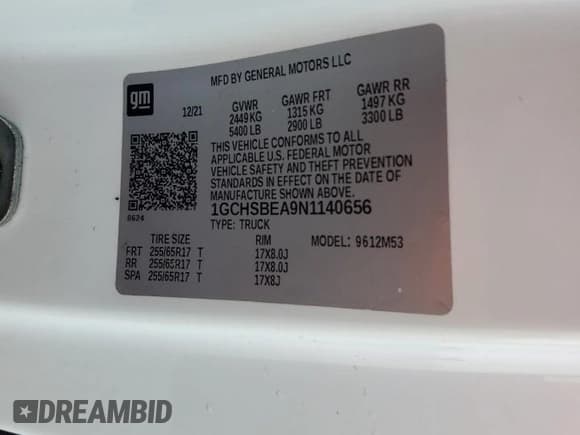 MFD BY GENERAL MOTORS LLC
gm
12/21
GVWR GAWR FRT GAWR RR
2449 KG 1315 KG 1497 KG
5400 LB 2900 LB 3300 LB
THIS VEHICLE CONFORMS TO ALL
APPLICABLE U.S. FEDERAL MOTOR
VEHICLE SAFETY AND THEFT PREVENTION
STANDARDS IN EFFECT ON THE DATE OF
MANUFACTURE SHOWN ABOVE.
6624
1GCHSBEA9N1140656
TYPE: TRUCK
TIRE SIZE RIM MODEL: 9612M53
FRT 255/65R17 T 17X8.0J
RR 255/65R17 T 17X8.0J
SPA 255/65R17 T 17X8J
DREAMBID